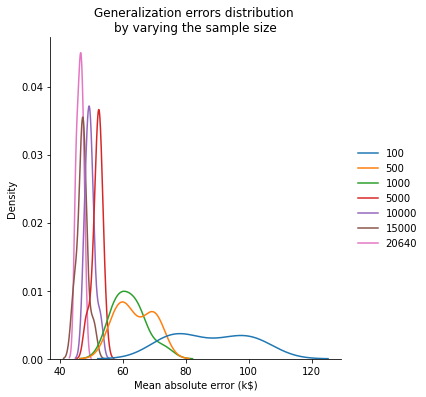 Generalization errors distribution
by varying the sample size
0.04
0.03
0.02
0.01
0.00
Density
40 60 80 100 120
Mean absolute error (k$)
100
500
1000
5000
10000
15000
20640